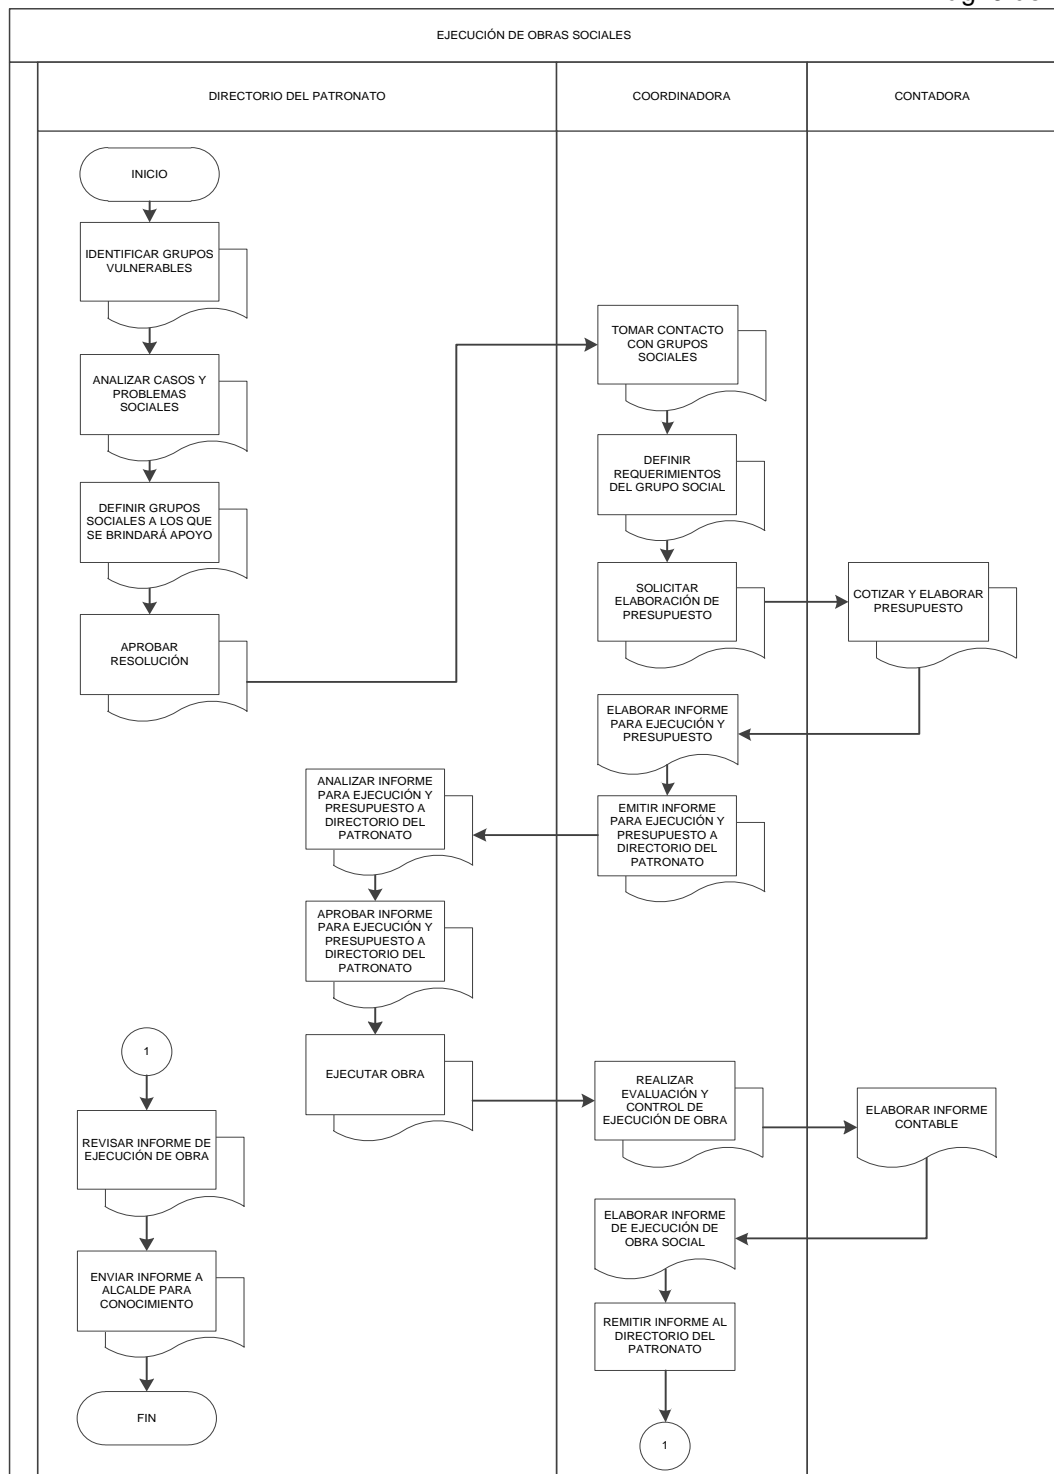 EJECUCIÓN DE OBRAS SOCIALES
DIRECTORIO DEL PATRONATO
COORDINADORA
CONTADORA
INICIO
IDENTIFICAR GRUPOS
VULNERABLES
ANALIZAR CASOS Y
PROBLEMAS
SOCIALES
DEFINIR GRUPOS
SOCIALES A LOS QUE
SE BRINDARÁ APOYO
APROBAR
RESOLUCIÓN
TOMAR CONTACTO
CON GRUPOS
SOCIALES
DEFINIR
REQUERIMIENTOS
DEL GRUPO SOCIAL
SOLICITAR
ELABORACIÓN DE
PRESUPUESTO
COTIZAR Y ELABORAR
PRESUPUESTO
ELABORAR INFORME
PARA EJECUCIÓN Y
PRESUPUESTO
EMITIR INFORME
PARA EJECUCIÓN Y
PRESUPUESTO A
DIRECTORIO DEL
PATRONATO
ANALIZAR INFORME
PARA EJECUCIÓN Y
PRESUPUESTO A
DIRECTORIO DEL
PATRONATO
APROBAR INFORME
PARA EJECUCIÓN Y
PRESUPUESTO A
DIRECTORIO DEL
PATRONATO
EJECUTAR OBRA
REALIZAR
EVALUACIÓN Y
CONTROL DE
EJECUCIÓN DE OBRA
ELABORAR INFORME
CONTABLE
ELABORAR INFORME
DE EJECUCIÓN DE
OBRA SOCIAL
REMITIR INFORME AL
DIRECTORIO DEL
PATRONATO
1
1
REVISAR INFORME DE
EJECUCIÓN DE OBRA
ENVIAR INFORME A
ALCALDE PARA
CONOCIMIENTO
FIN